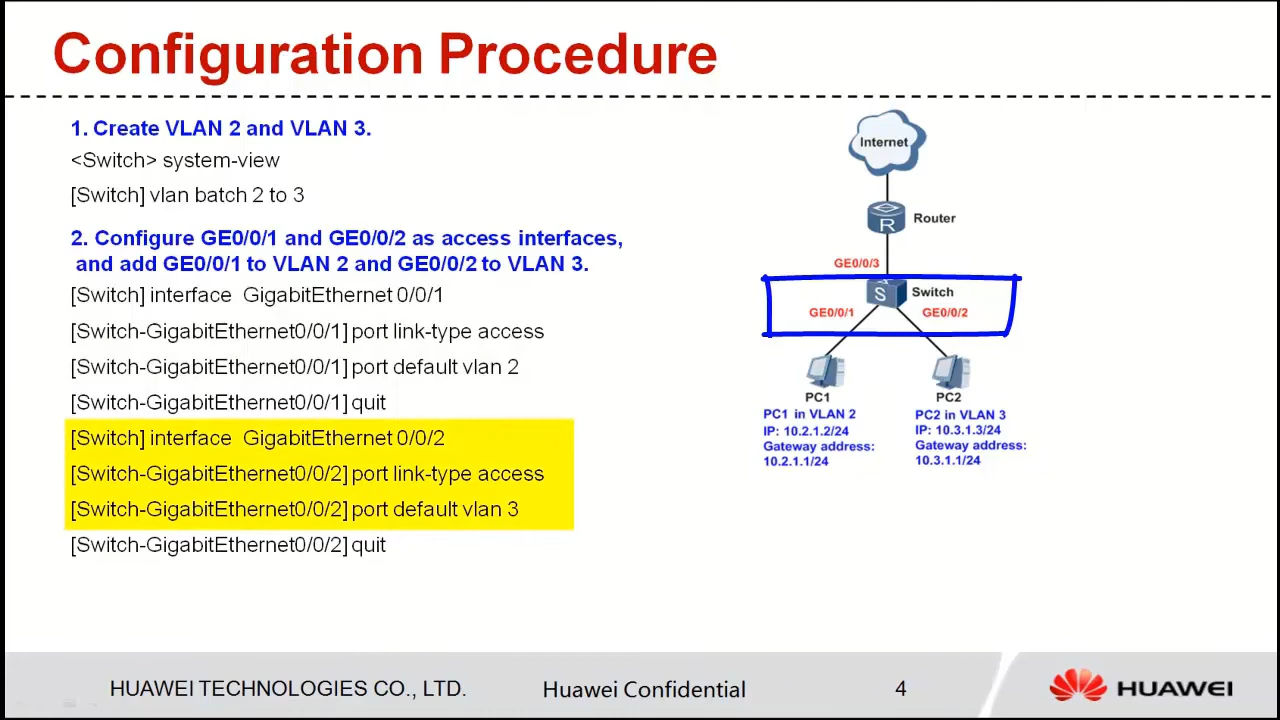 Configuration Procedure
1. Create VLAN 2 and VLAN 3.
<Switch> system-view
[Switch] vlan batch 2 to 3
2. Configure GE0/0/1 and GE0/0/2 as access interfaces,
and add GE0/0/1 to VLAN 2 and GE0/0/2 to VLAN 3.
[Switch] interface GigabitEthernet 0/0/1
[Switch-GigabitEthernet0/0/1] port link-type access
[Switch-GigabitEthernet0/0/1] port default vlan 2
[Switch-GigabitEthernet0/0/1] quit
[Switch] interface GigabitEthernet 0/0/2
[Switch-GigabitEthernet0/0/2] port link-type access
[Switch-GigabitEthernet0/0/2] port default vlan 3
[Switch-GigabitEthernet0/0/2] quit
Internet
R
Router
GE0/0/3
S
Switch
GE0/0/1
GE0/0/2
PC1
PC1 in VLAN 2
IP: 10.2.1.2/24
Gateway address:
10.2.1.1/24
PC2
PC2 in VLAN 3
IP: 10.3.1.3/24
Gateway address:
10.3.1.1/24
HUAWEI TECHNOLOGIES CO., LTD.
Huawei Confidential
4
HUAWEI